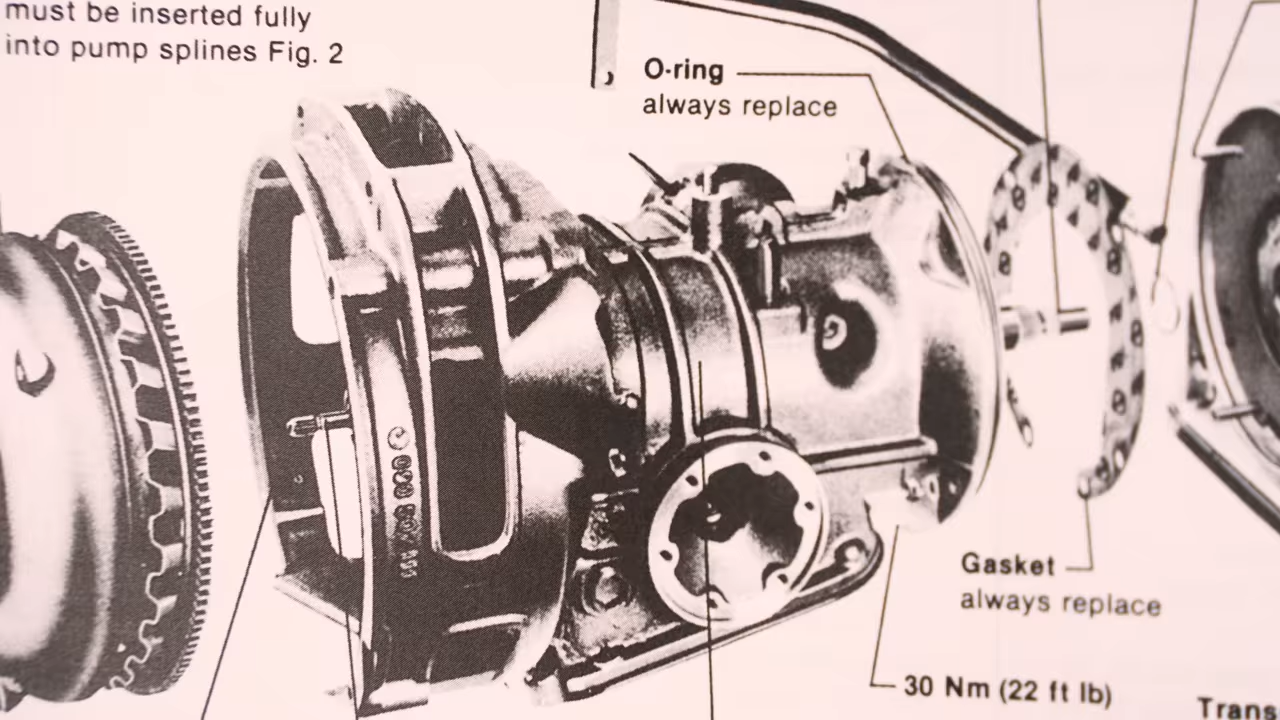 must be inserted fully
into pump splines Fig. 2
O-ring
always replace
Gasket
always replace
30 Nm (22 ft lb)
Trans